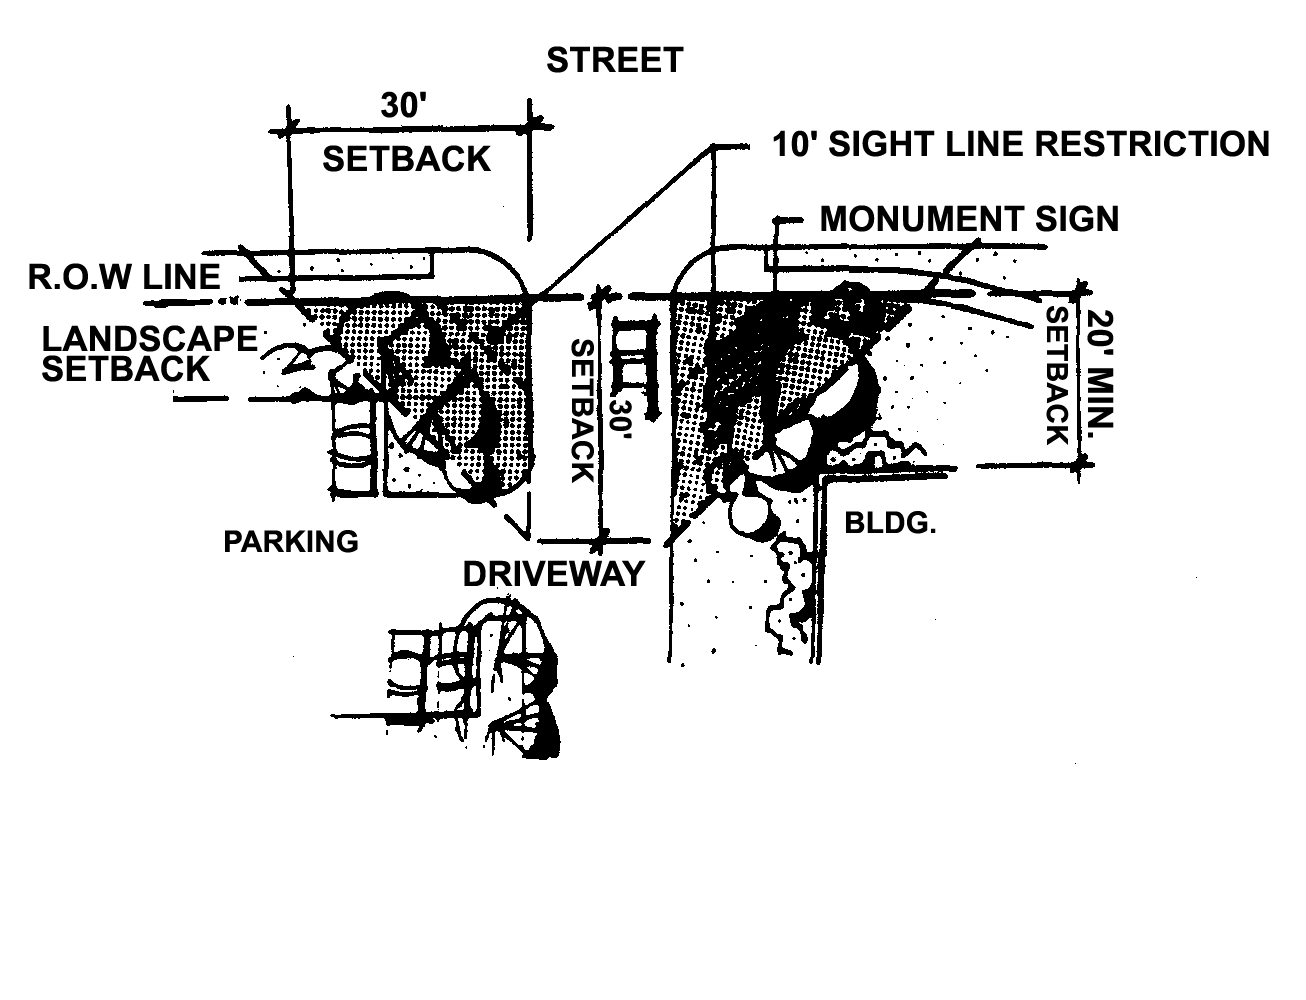 STREET
30'
SETBACK
10' SIGHT LINE RESTRICTION
MONUMENT SIGN
R.O.W LINE
LANDSCAPE
SETBACK
SETBACK
30'
20' MIN.
SETBACK
PARKING
BLDG.
DRIVEWAY